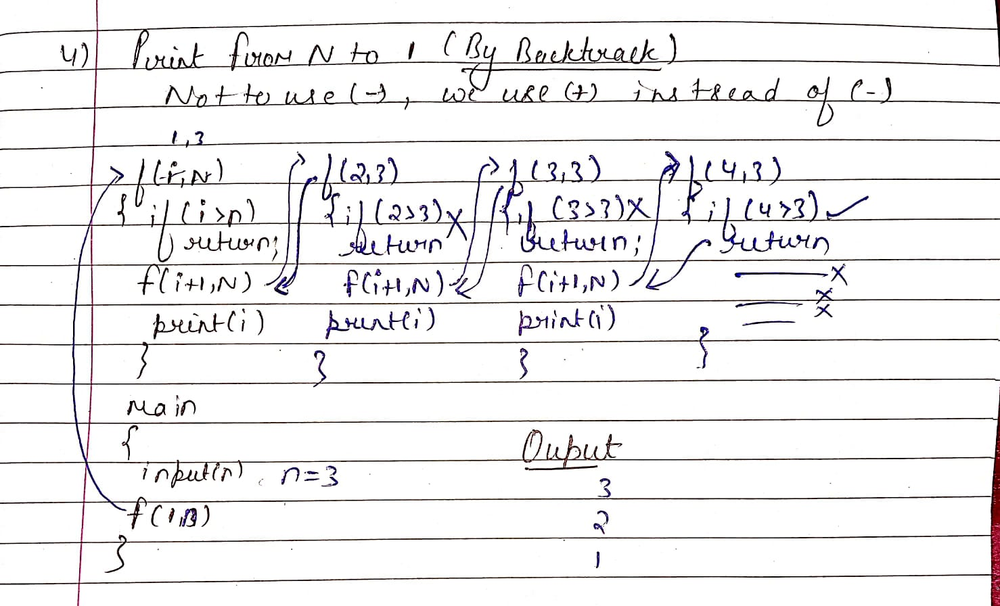 4) Print from N to 1 (By Backtrack)
Not to use (-), we use (+) instead of (-)
1,3
f(i,N) f(2,3) f(3,3) f(4,3)
{ if(i>n) { if(2>3)X { if(3>3)X { if(4>3)✓
return; return return; return
f(i+1,N) f(i+1,N) f(i+1,N) X
print(i) print(i) print(i) X X
} } } }
Main
{ Ouput
input(n) n=3 3
f(1, ) 2
} 1